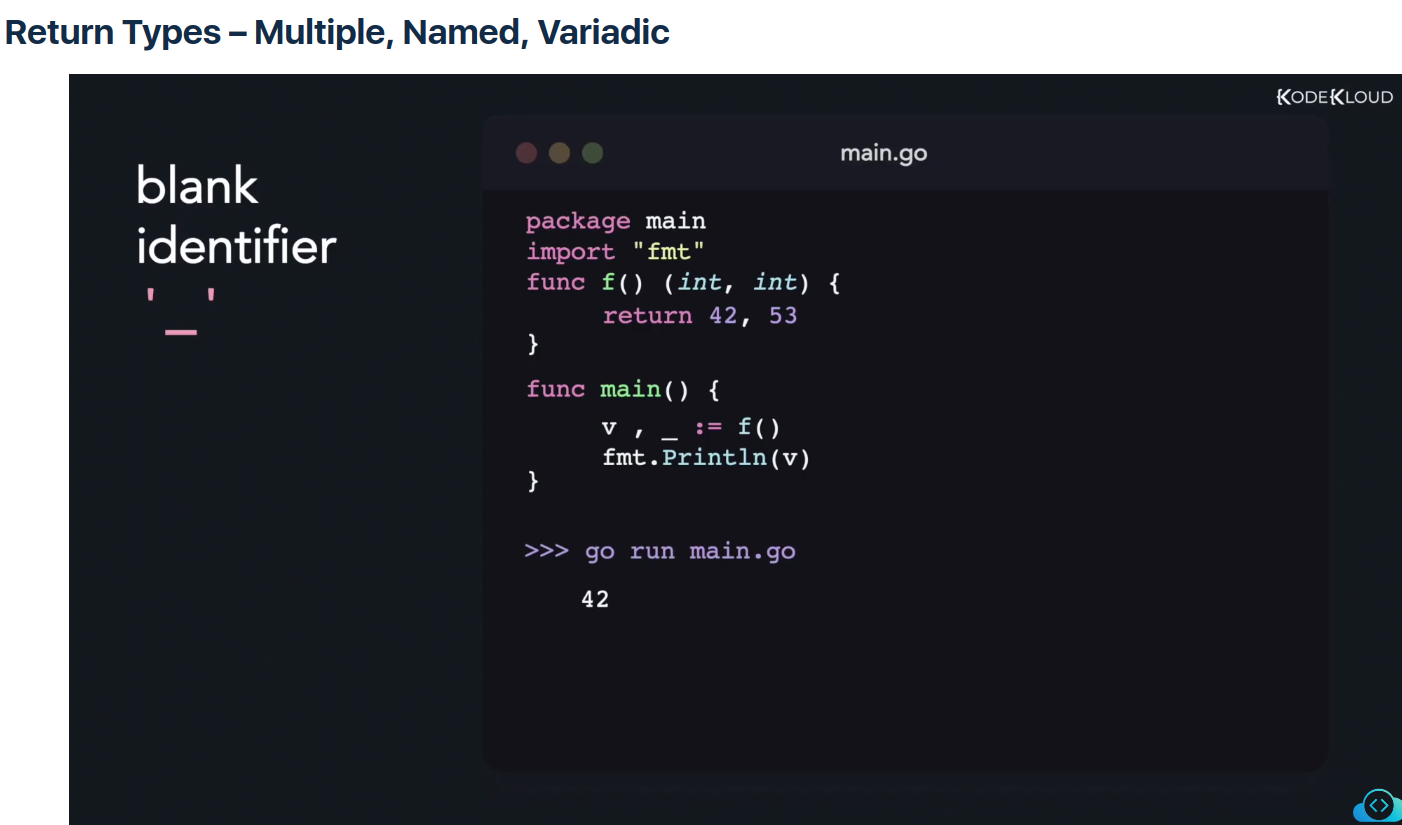 Return Types – Multiple, Named, Variadic
KODEKLOUD
blank
identifier
'_'
main.go
package main
import "fmt"
func f() (int, int) {
return 42, 53
}
func main() {
v , _ := f()
fmt.Println(v)
}
>>> go run main.go
42